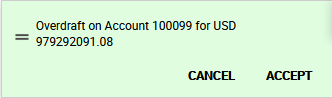 Overdraft on Account 100099 for USD
979292091.08
CANCEL ACCEPT